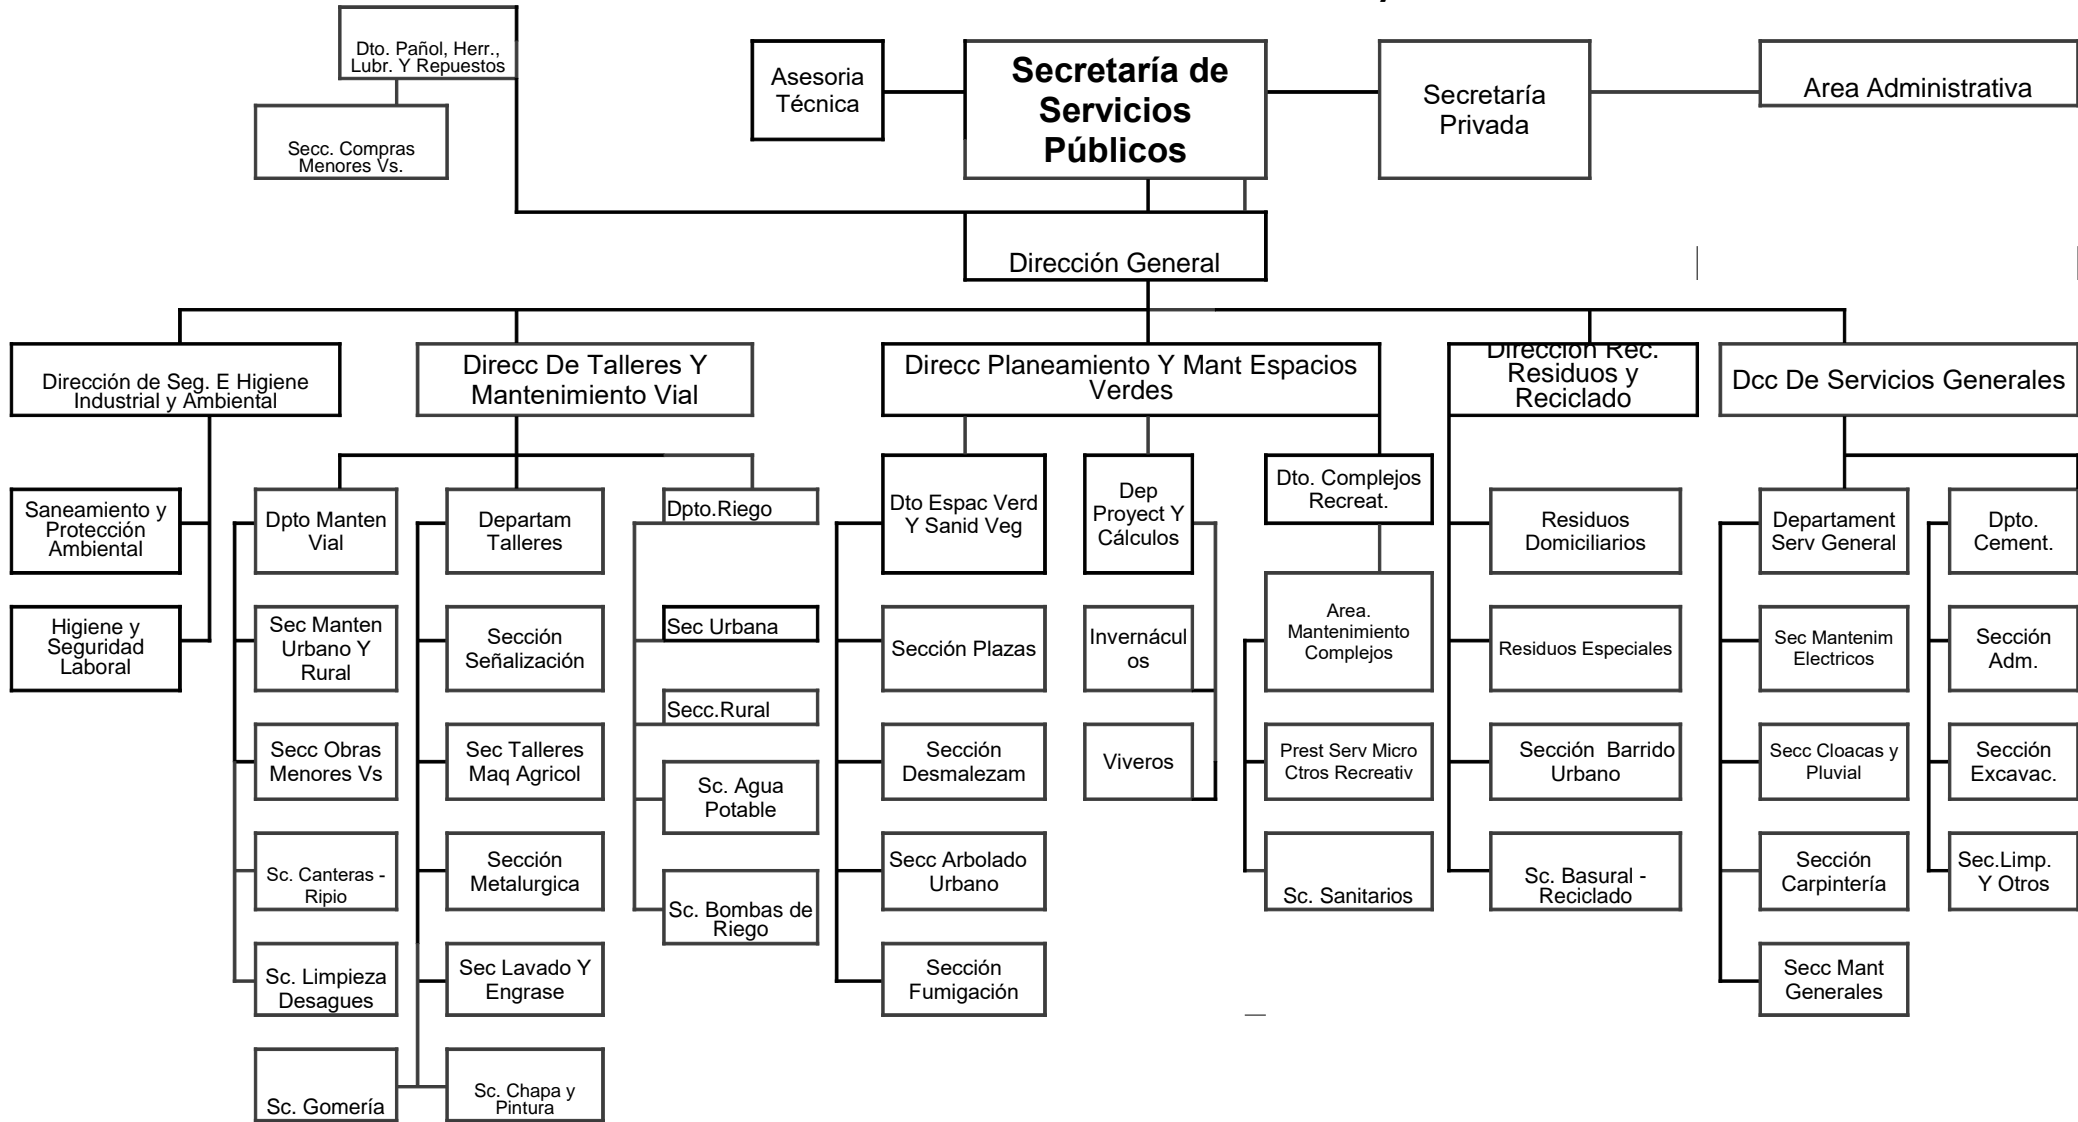 Dto. Pañol, Herr.,
Lubr. Y Repuestos
Secc. Compras
Menores Vs.
Asesoria
Técnica
Secretaría de
Servicios
Públicos
Secretaría
Privada
Area Administrativa
Dirección General
Dirección de Seg. E Higiene
Industrial y Ambiental
Direcc De Talleres Y
Mantenimiento Vial
Direcc Planeamiento Y Mant Espacios
Verdes
Dirección Rec.
Residuos y
Reciclado
Dcc De Servicios Generales
Saneamiento y
Protección
Ambiental
Higiene y
Seguridad
Laboral
Dpto Manten
Vial
Sec Manten
Urbano Y
Rural
Secc Obras
Menores Vs
Sc. Canteras -
Ripio
Sc. Limpieza
Desagues
Sc. Gomería
Departam
Talleres
Sección
Señalización
Sec Talleres
Maq Agricol
Sección
Metalurgica
Sec Lavado Y
Engrase
Sc. Chapa y
Pintura
Dpto.Riego
Sec Urbana
Secc.Rural
Sc. Agua
Potable
Sc. Bombas de
Riego
Dto Espac Verd
Y Sanid Veg
Sección Plazas
Sección
Desmalezam
Secc Arbolado
Urbano
Sección
Fumigación
Dep
Proyect Y
Cálculos
Invernácul
os
Viveros
Dto. Complejos
Recreat.
Area.
Mantenimiento
Complejos
Prest Serv Micro
Ctros Recreativ
Sc. Sanitarios
Residuos
Domiciliarios
Residuos Especiales
Sección Barrido
Urbano
Sc. Basural -
Reciclado
Departament
Serv General
Sec Mantenim
Electricos
Secc Cloacas y
Pluvial
Sección
Carpintería
Secc Mant
Generales
Dpto.
Cement.
Sección
Adm.
Sección
Excavac.
Sec.Limp.
Y Otros